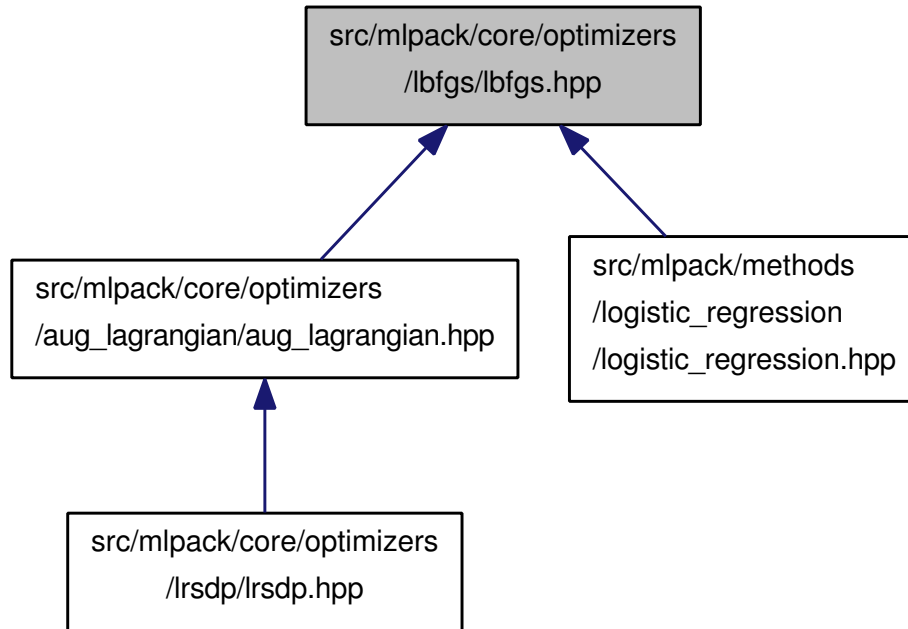 src/mlpack/core/optimizers
/lbfgs/lbfgs.hpp
src/mlpack/core/optimizers
/aug_lagrangian/aug_lagrangian.hpp
src/mlpack/methods
/logistic_regression
/logistic_regression.hpp
src/mlpack/core/optimizers
/lrsdp/lrsdp.hpp